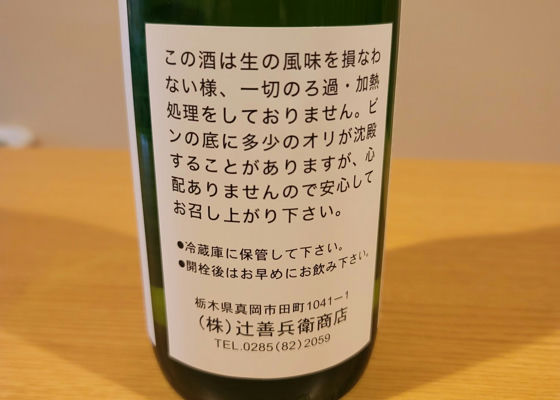 この酒は生の風味を損なわ
ない様、一切のろ過・加熱
処理をしておりません。ビ
ンの底に多少のオリが沈殿
することがありますが、心
配ありませんので安心して
お召し上がり下さい。
●冷蔵庫に保管して下さい。
●開栓後はお早めにお飲み下さい。
栃木県真岡市田町1041ー1
(株)辻善兵衛商店
TEL.0285(82)2059